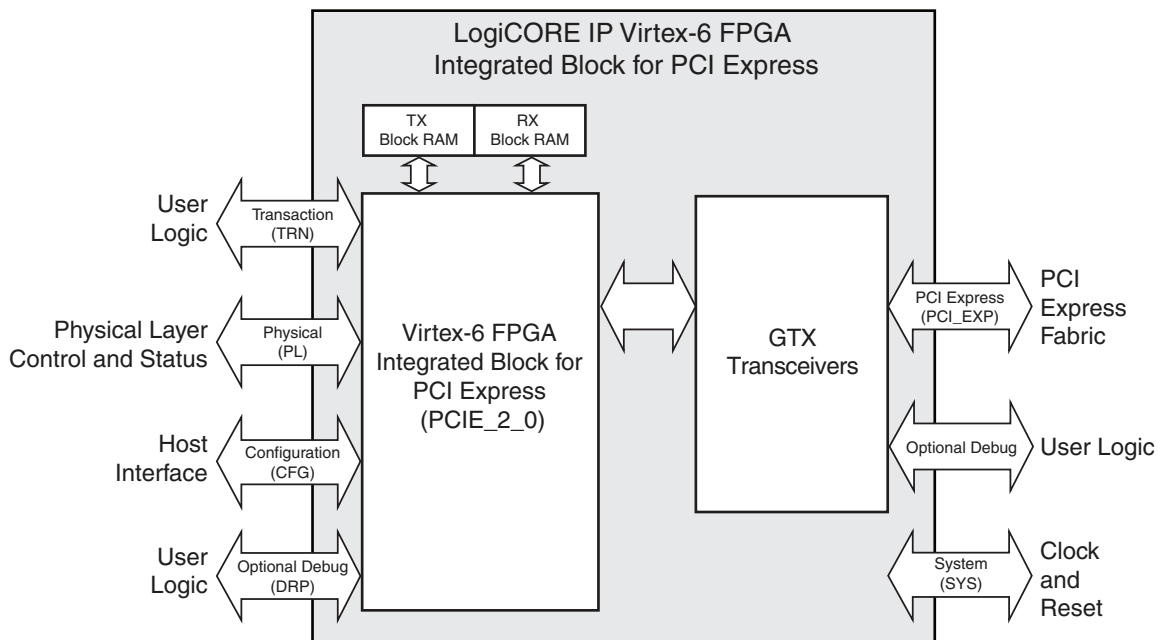 LogiCORE IP Virtex-6 FPGA
Integrated Block for PCI Express
TX
Block RAM
RX
Block RAM
User
Logic
Transaction
(TRN)
Physical Layer
Control and Status
Physical
(PL)
Host
Interface
Configuration
(CFG)
User
Logic
Optional Debug
(DRP)
Virtex-6 FPGA
Integrated Block for
PCI Express
(PCIE_2_0)
GTX
Transceivers
PCI Express
(PCI_EXP)
PCI
Express
Fabric
Optional Debug
User Logic
System
(SYS)
Clock
and
Reset